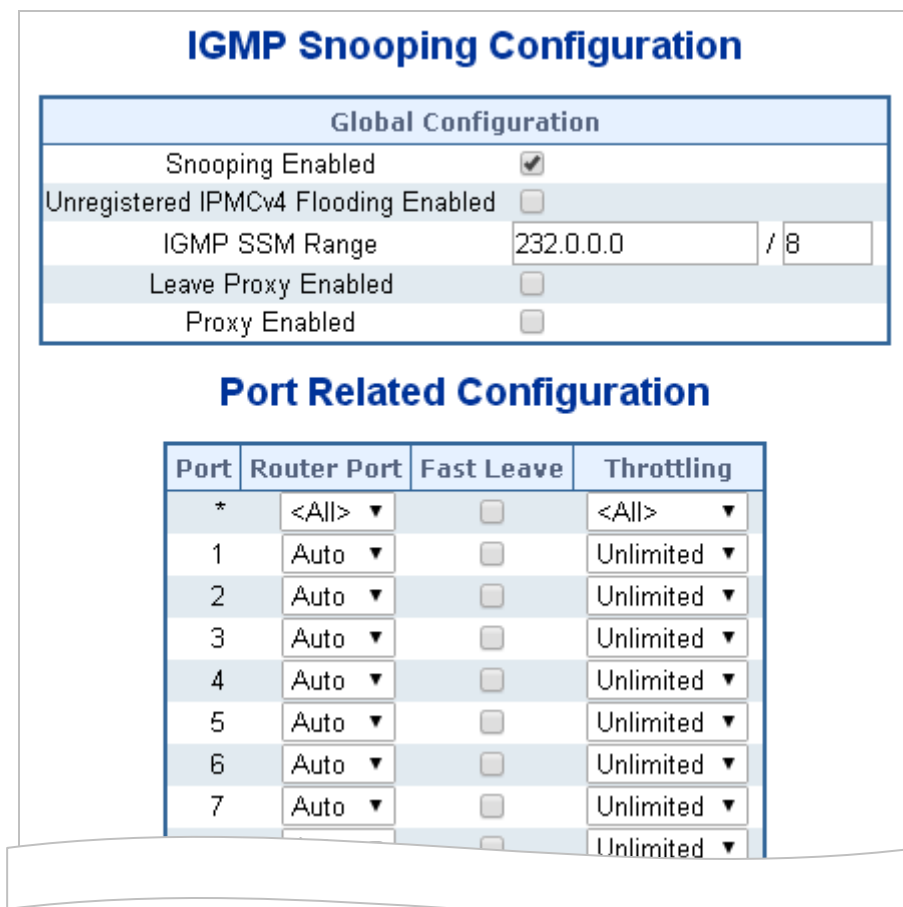 IGMP Snooping Configuration
Global Configuration
Snooping Enabled
Unregistered IPMCv4 Flooding Enabled
IGMP SSM Range 232.0.0.0 / 8
Leave Proxy Enabled
Proxy Enabled
Port Related Configuration
Port Router Port Fast Leave Throttling
* <All> <All>
1 Auto Unlimited
2 Auto Unlimited
3 Auto Unlimited
4 Auto Unlimited
5 Auto Unlimited
6 Auto Unlimited
7 Auto Unlimited
Unlimited